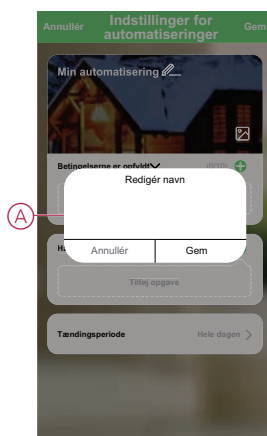 Annullér
Indstillinger for
automatiseringer
Gem
Min automatisering
Betingelserne er opfyldt
(0/10)
Redigér navn
A
Annullér
Gem
Tilføj opgave
Tændingsperiode
Hele dagen